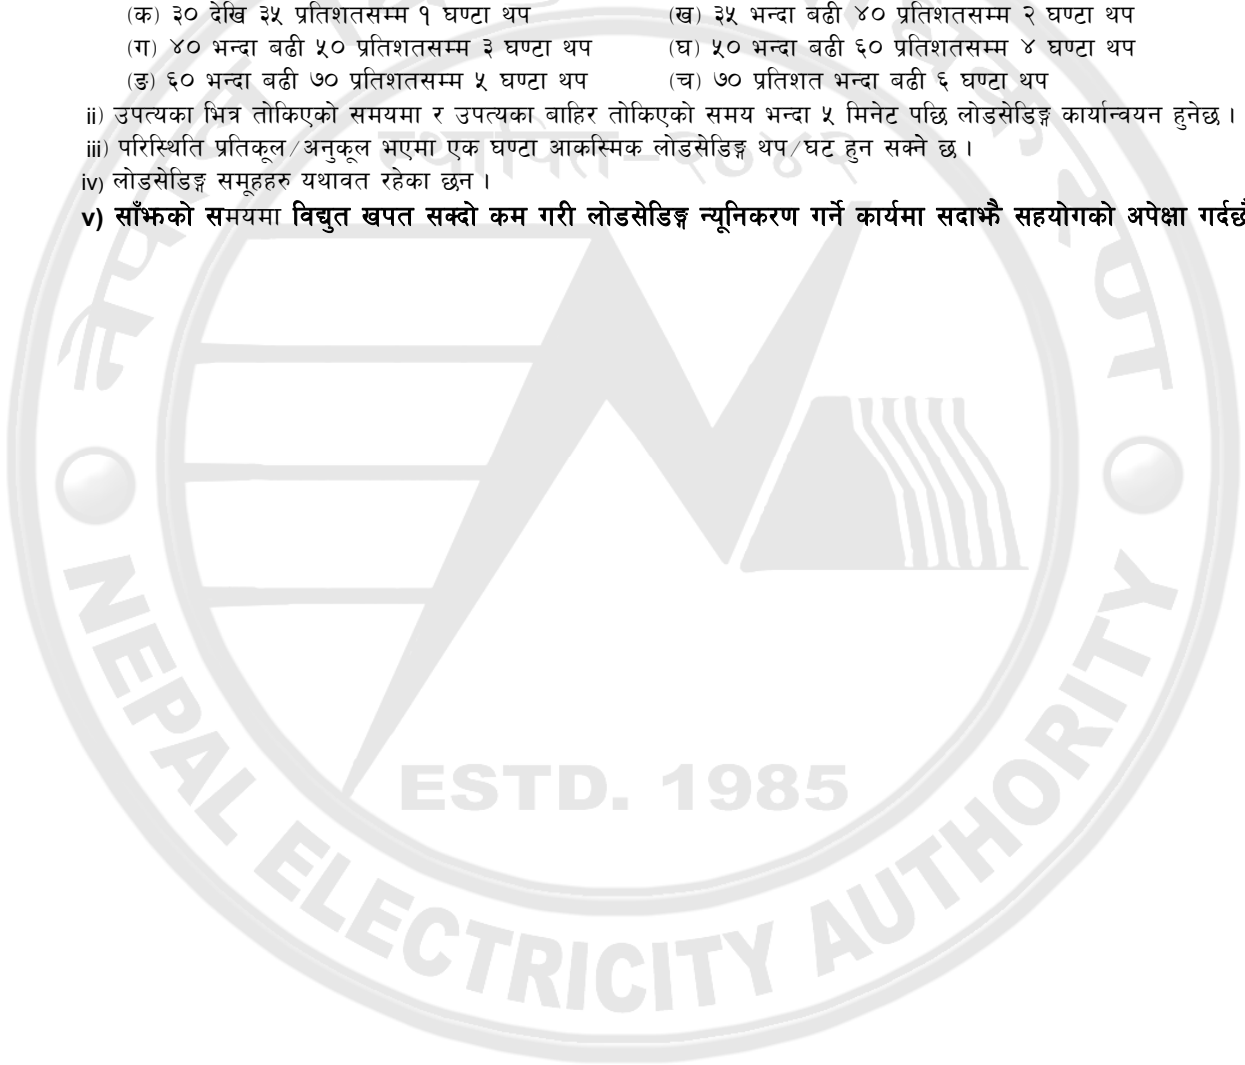 (क) ३० देखि ३५ प्रतिशतसम्म १ घण्टा थप (ख) ३५ भन्दा बढी ४० प्रतिशतसम्म २ घण्टा थप
(ग) ४० भन्दा बढी ५० प्रतिशतसम्म ३ घण्टा थप (घ) ५० भन्दा बढी ६० प्रतिशतसम्म ४ घण्टा थप
(ङ) ६० भन्दा बढी ७० प्रतिशतसम्म ५ घण्टा थप (च) ७० प्रतिशत भन्दा बढी ६ घण्टा थप
ii) उपत्यका भित्र तोकिएको समयमा र उपत्यका बाहिर तोकिएको समय भन्दा ५ मिनेट पछि लोडसेडिङ्ग कार्यान्वयन हुनेछ ।
iii) परिस्थिति प्रतिकूल/अनुकूल भएमा एक घण्टा आकस्मिक लोडसेडिङ्ग थप/घट हुन सक्ने छ ।
iv) लोडसेडिङ्ग समूहहरु यथावत रहेका छन ।
v) साँझको समयमा विद्युत खपत सक्दो कम गरी लोडसेडिङ्ग न्यूनिकरण गर्ने कार्यमा सदाझै सहयोगको अपेक्षा गर्दछौं
स्थापित-२०४२
ESTD. 1985
NEPAL ELECTRICITY AUTHORITY